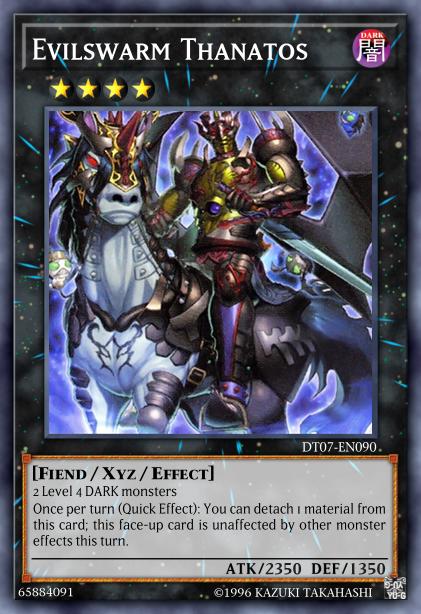 Evilswarm Thanatos
DARK
闇
DT07-EN090
[Fiend / Xyz / Effect]
2 Level 4 DARK monsters
Once per turn (Quick Effect): You can detach 1 material from
this card; this face-up card is unaffected by other monster
effects this turn.
ATK/2350 DEF/1350
65884091
©1996 KAZUKI TAKAHASHI